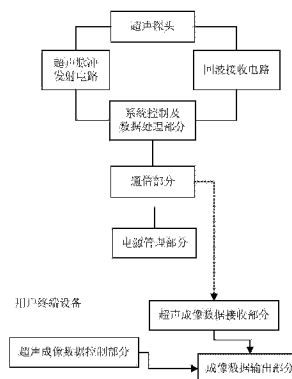 超声探头
超声脉冲
发射电路
回波接收电路
系统控制及
数据处理部分
通信部分
电源管理部分
用户终端设备
超声成像数据接收部分
超声成像数据控制部分
成像数据输出部分